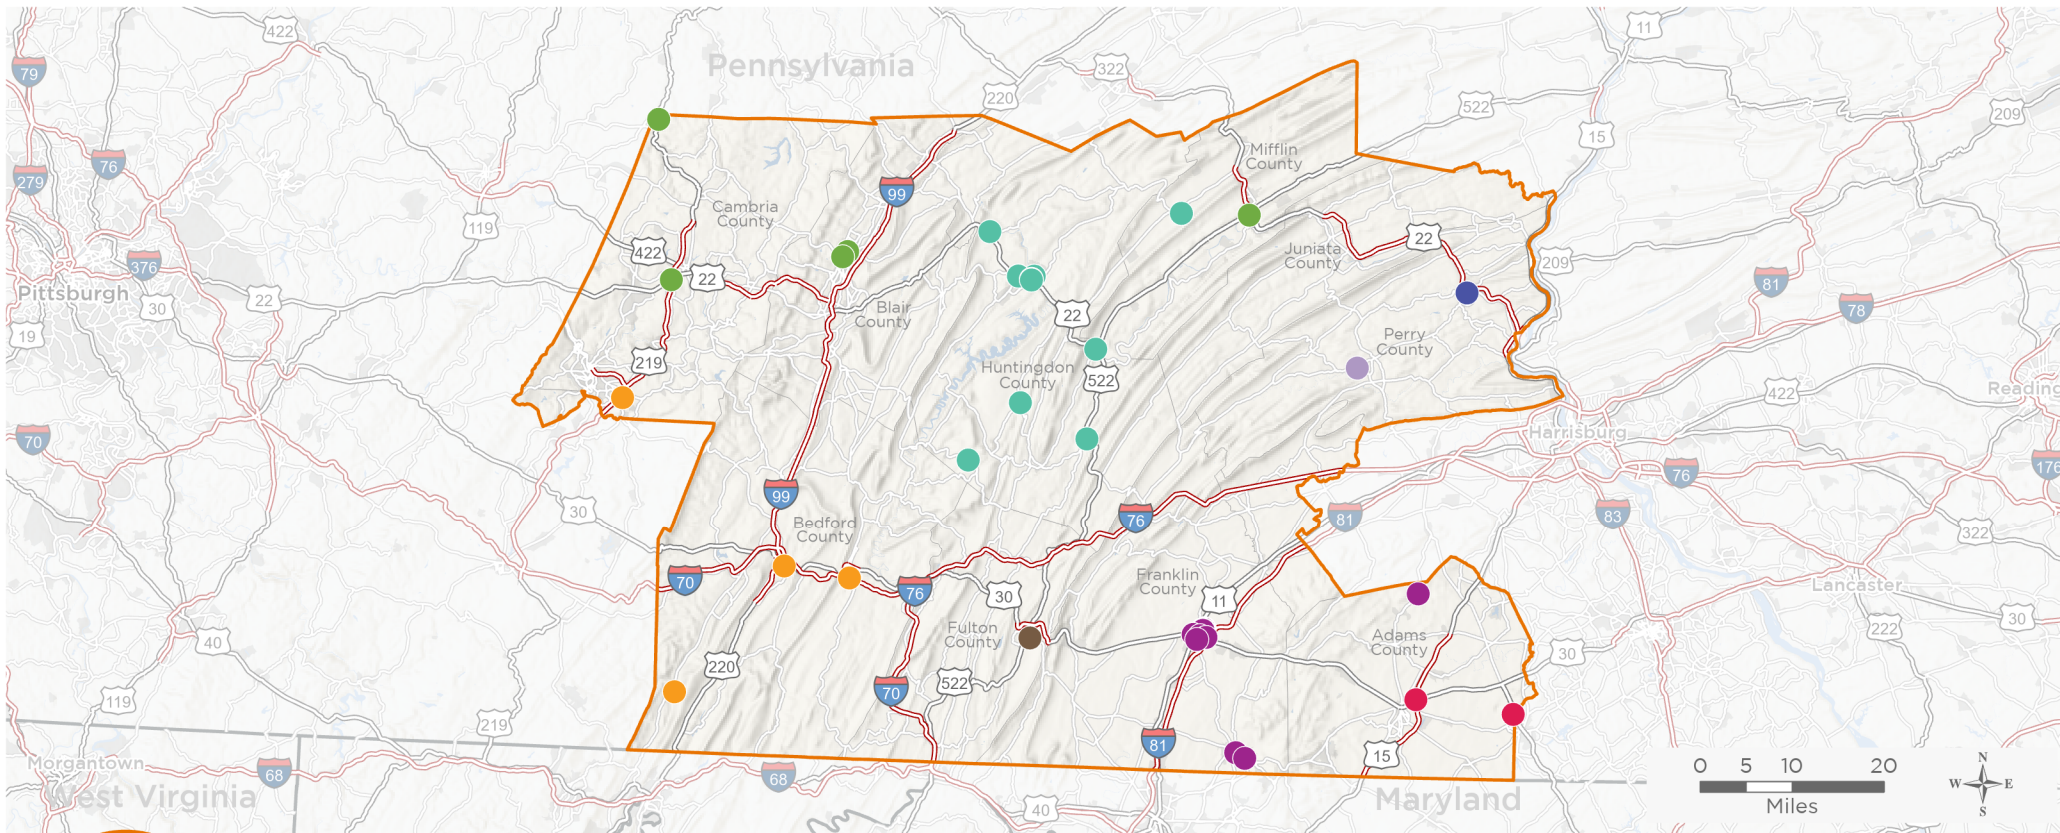 422
11
79
Pennsylvania
322
220
522
209
15
76
279
Mifflin
County
99
119
Cambria
County
422
22
Juniata
County
22
209
376
Pittsburgh
30
22
81
78
19
Blair
County
22
Perry
County
219
Huntingdon
County
522
422
Reading
70
Harrisburg
76
176
99
30
Bedford
County
76
81
83
322
70
76
30
Franklin
County
11
Lancaster
40
Fulton
County
Adams
County
30
222
30
220
70
522
119
219
81
15
Morgantown
68
68
West Virginia
40
Maryland
0 5 10 20
Miles
N
W E
S